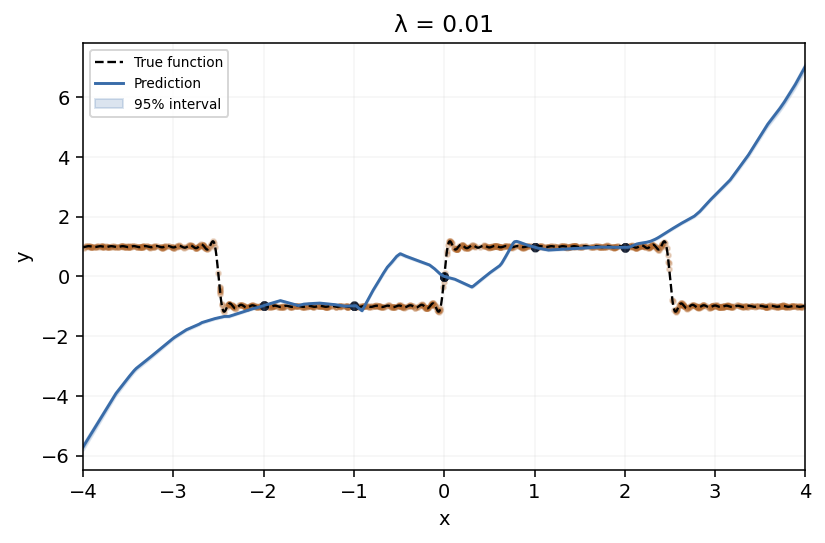 λ = 0.01
True function
Prediction
95% interval
y
6
4
2
0
−2
−4
−6
−4 −3 −2 −1 0 1 2 3 4
x